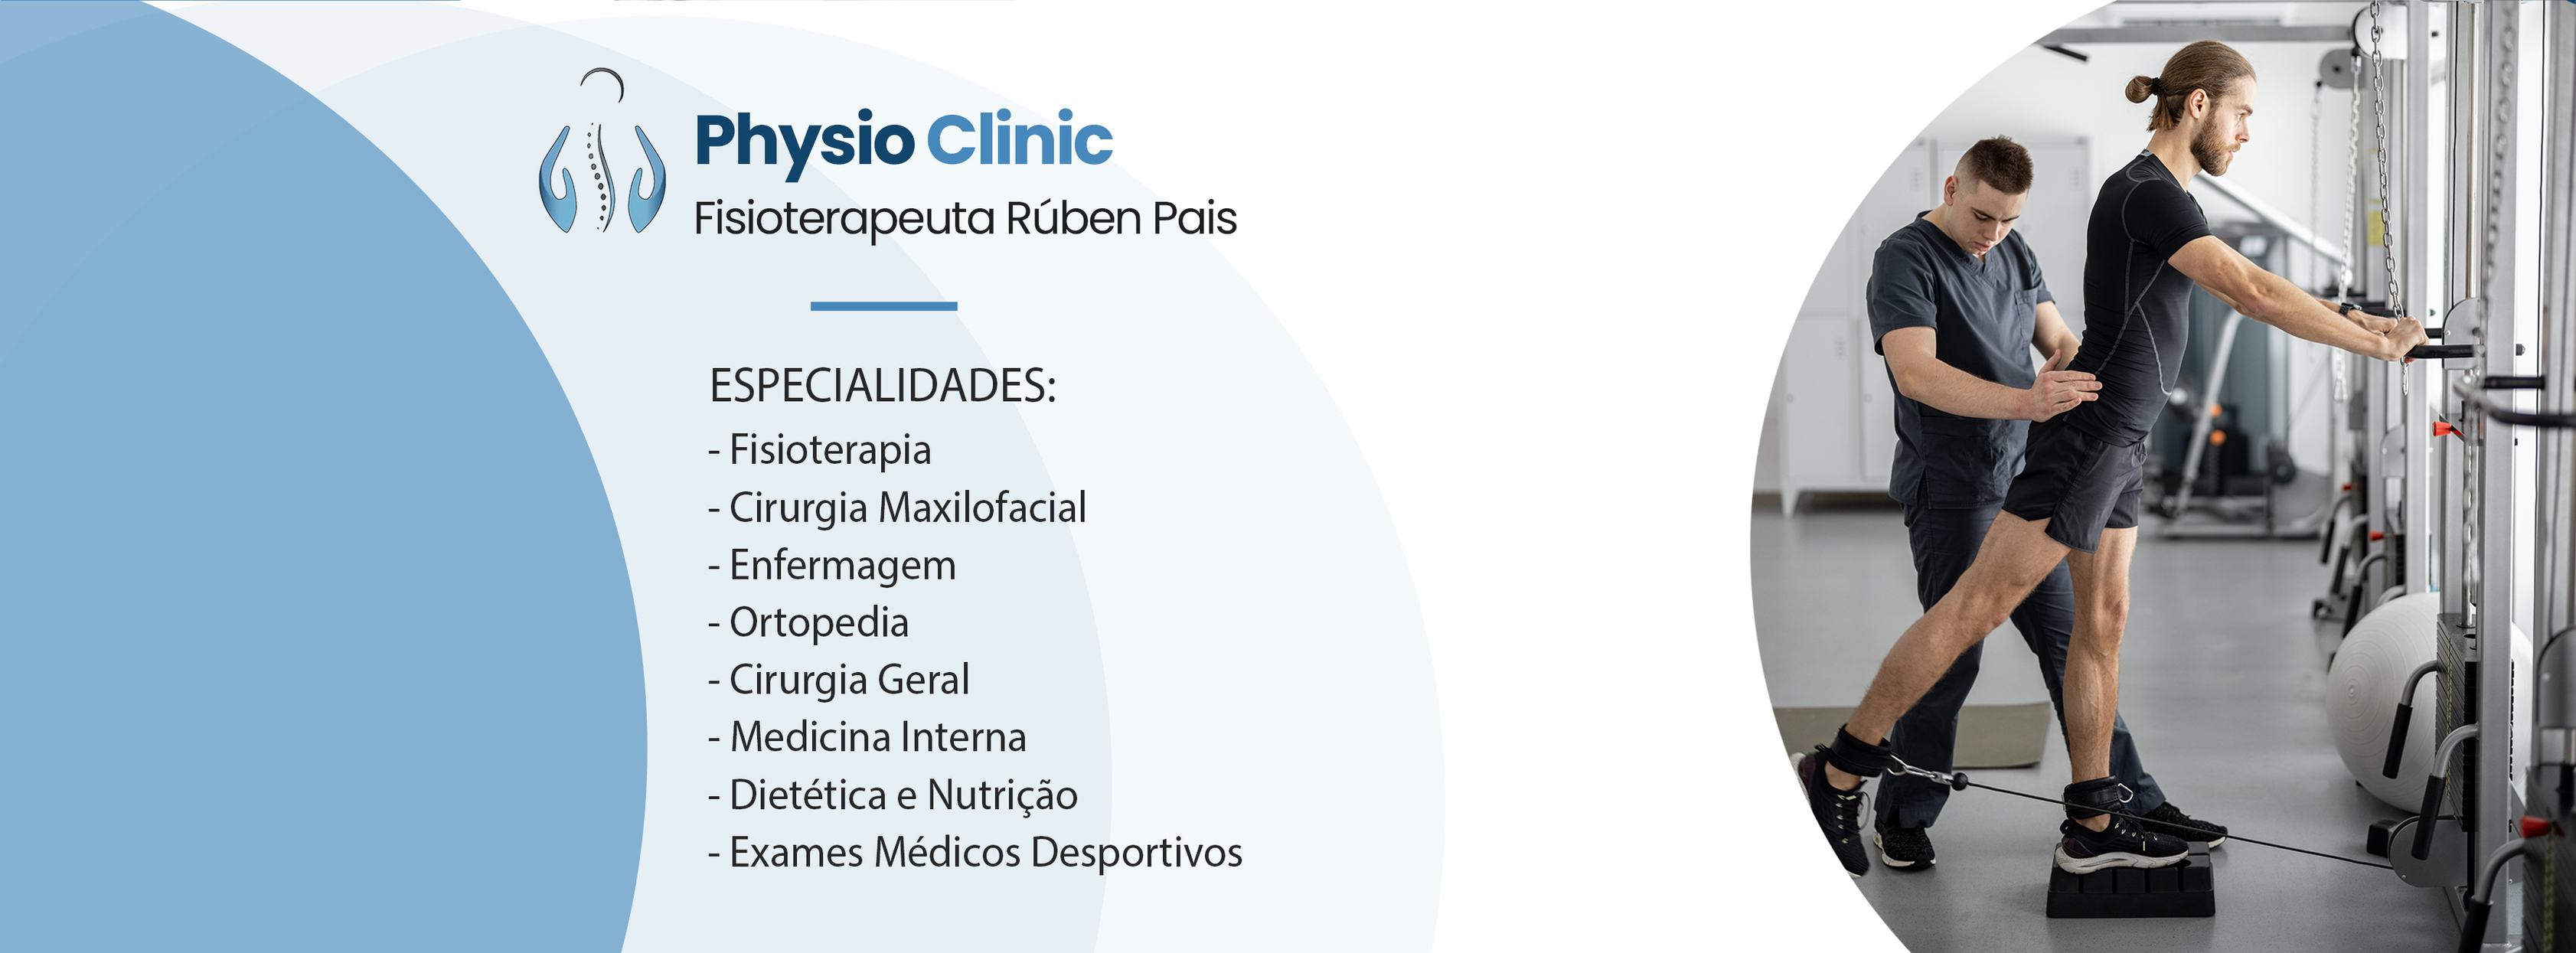 Physio Clinic
Fisioterapeuta Rúben Pais
ESPECIALIDADES:
- Fisioterapia
- Cirurgia Maxilofacial
- Enfermagem
- Ortopedia
- Cirurgia Geral
- Medicina Interna
- Dietética e Nutrição
- Exames Médicos Desportivos